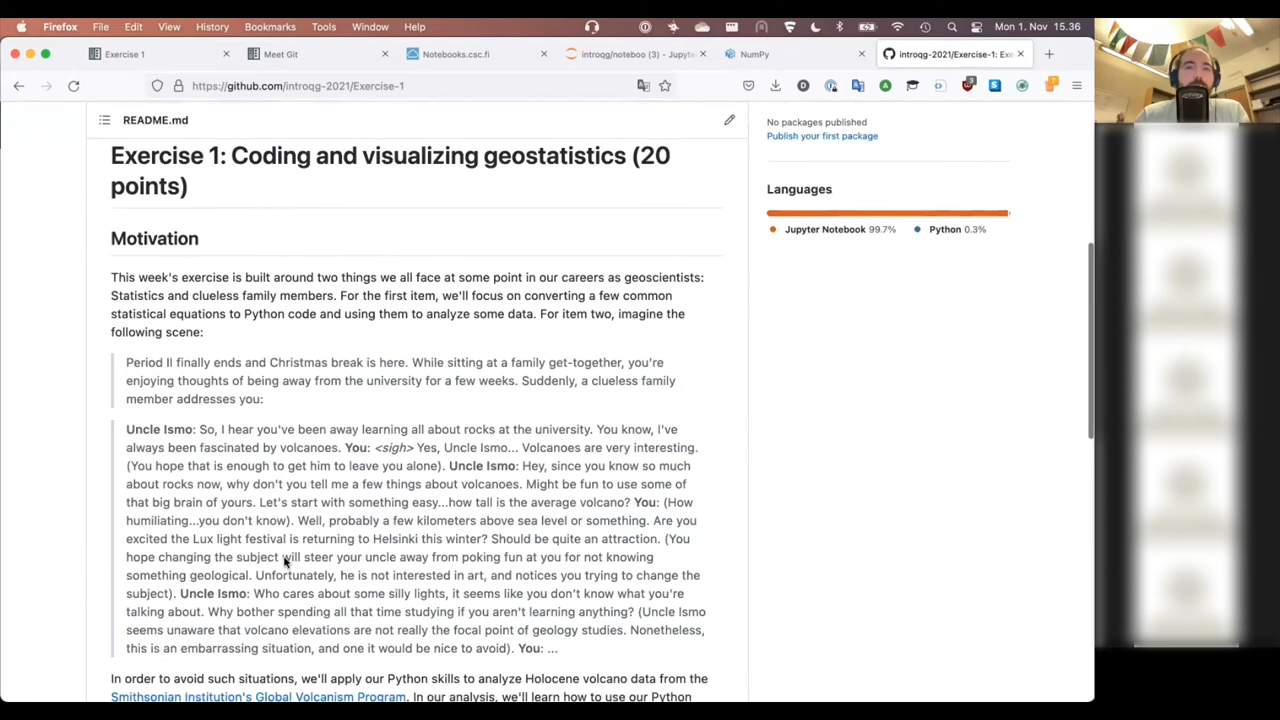 Firefox File Edit View History Bookmarks Tools Window Help Mon 1. Nov 15.36
Exercise 1 Meet Git Notebooks.csc.fi introqg/noteboo (3) - Jupyte NumPy introqg-2021/Exercise-1: Exe
https://github.com/introqg-2021/Exercise-1
README.md
Exercise 1: Coding and visualizing geostatistics (20
points)
Motivation
This week's exercise is built around two things we all face at some point in our careers as geoscientists:
Statistics and clueless family members. For the first item, we'll focus on converting a few common
statistical equations to Python code and using them to analyze some data. For item two, imagine the
following scene:
Period II finally ends and Christmas break is here. While sitting at a family get-together, you're
enjoying thoughts of being away from the university for a few weeks. Suddenly, a clueless family
member addresses you:
Uncle Ismo: So, I hear you've been away learning all about rocks at the university. You know, I've
always been fascinated by volcanoes. You: <sigh> Yes, Uncle Ismo... Volcanoes are very interesting.
(You hope that is enough to get him to leave you alone). Uncle Ismo: Hey, since you know so much
about rocks now, why don't you tell me a few things about volcanoes. Might be fun to use some of
that big brain of yours. Let's start with something easy...how tall is the average volcano? You: (How
humiliating...you don't know). Well, probably a few kilometers above sea level or something. Are you
excited the Lux light festival is returning to Helsinki this winter? Should be quite an attraction. (You
hope changing the subject will steer your uncle away from poking fun at you for not knowing
something geological. Unfortunately, he is not interested in art, and notices you trying to change the
subject). Uncle Ismo: Who cares about some silly lights, it seems like you don't know what you're
talking about. Why bother spending all that time studying if you aren't learning anything? (Uncle Ismo
seems unaware that volcano elevations are not really the focal point of geology studies. Nonetheless,
this is an embarrassing situation, and one it would be nice to avoid). You: ...
In order to avoid such situations, we'll apply our Python skills to analyze Holocene volcano data from the
Smithsonian Institution's Global Volcanism Program. In our analysis, we'll learn how to use our Python
No packages published
Publish your first package
Languages
Jupyter Notebook 99.7% Python 0.3%